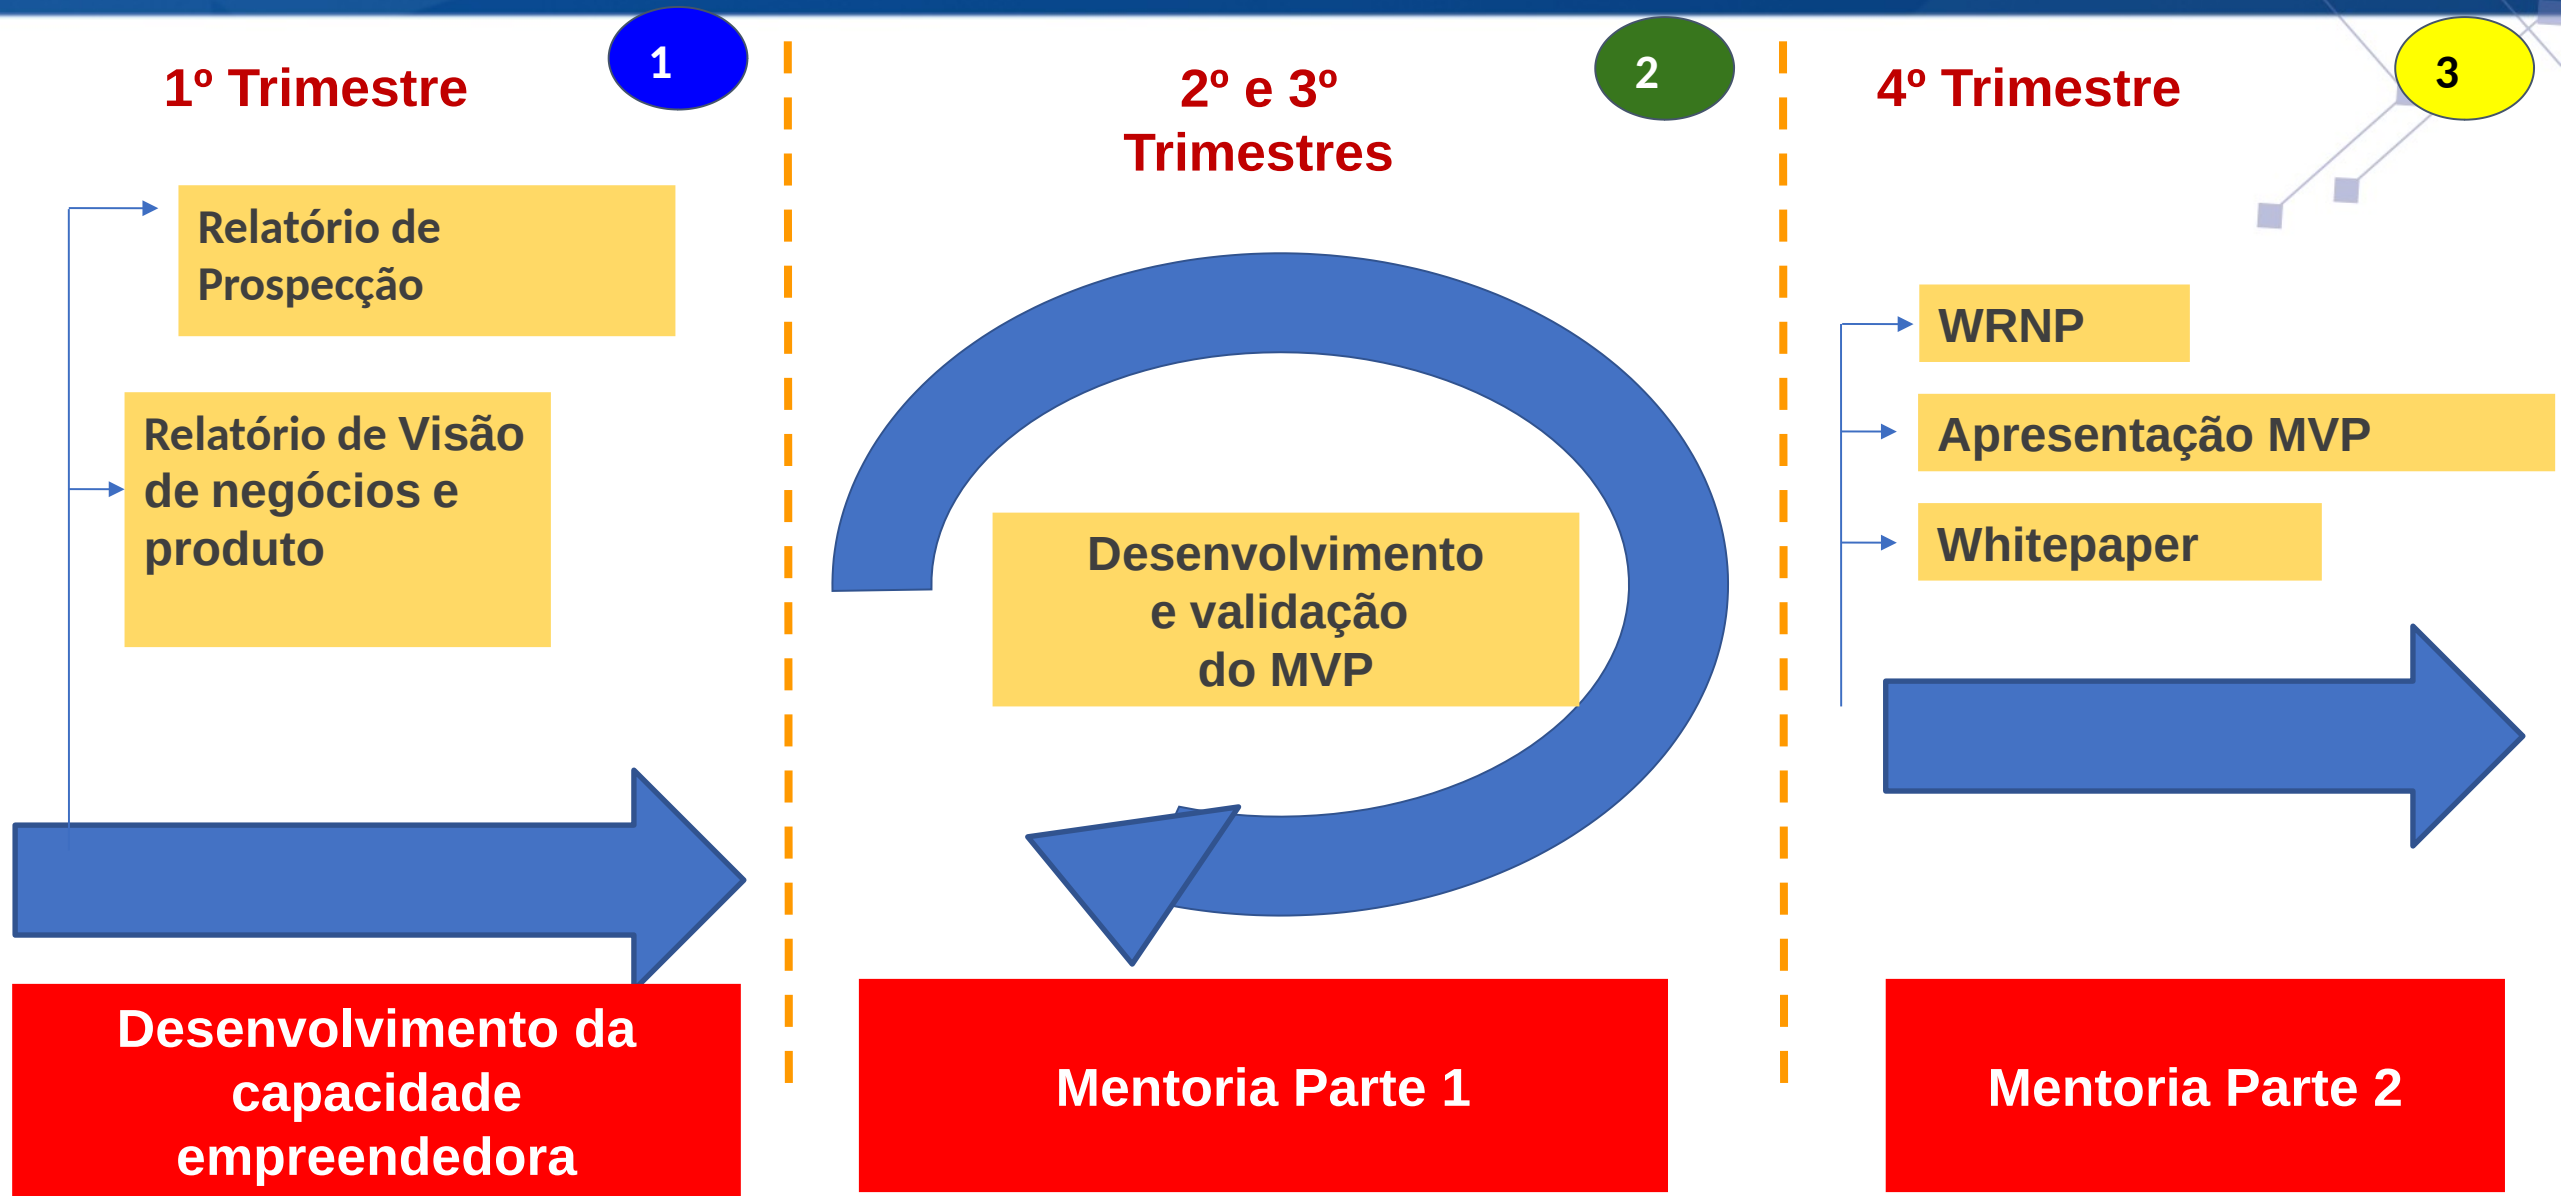 1º Trimestre
1
Relatório de
Prospecção
Relatório de Visão
de negócios e
produto
Desenvolvimento da
capacidade
empreendedora
2º e 3º
Trimestres
2
Desenvolvimento
e validação
do MVP
Mentoria Parte 1
4º Trimestre
3
WRNP
Apresentação MVP
Whitepaper
Mentoria Parte 2